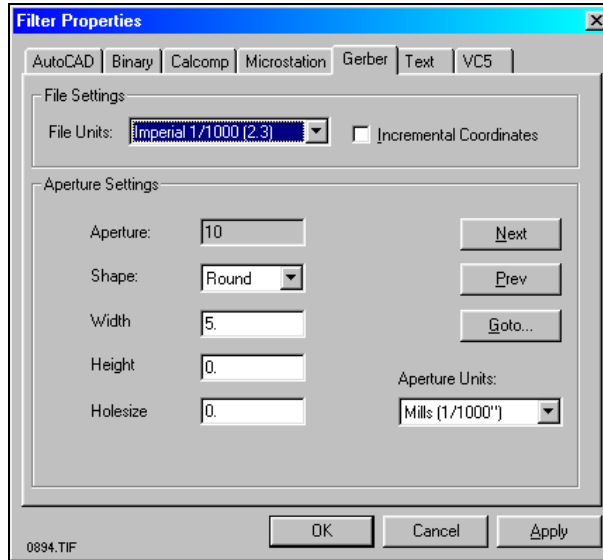 Filter Properties
AutoCAD Binary Calcomp Microstation Gerber Text VC5
File Settings
File Units: Imperial 1/1000 (2.3) Incremental Coordinates
Aperture Settings
Aperture: 10 Next
Shape: Round Prev
Width 5. Goto...
Height 0.
Aperture Units:
Holesize 0. Mills (1/1000")
OK Cancel Apply
0894.TIF